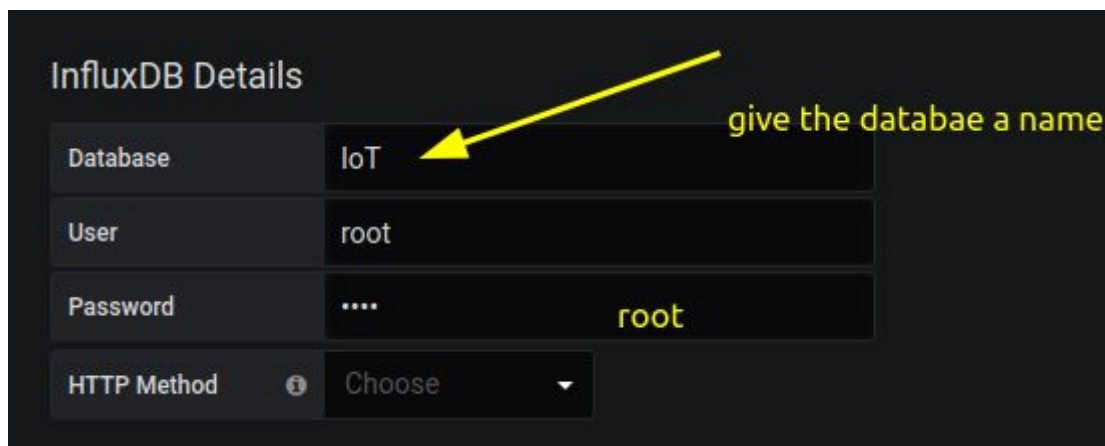 InfluxDB Details
give the databae a name
Database IoT
User root
Password •••• root
HTTP Method Choose